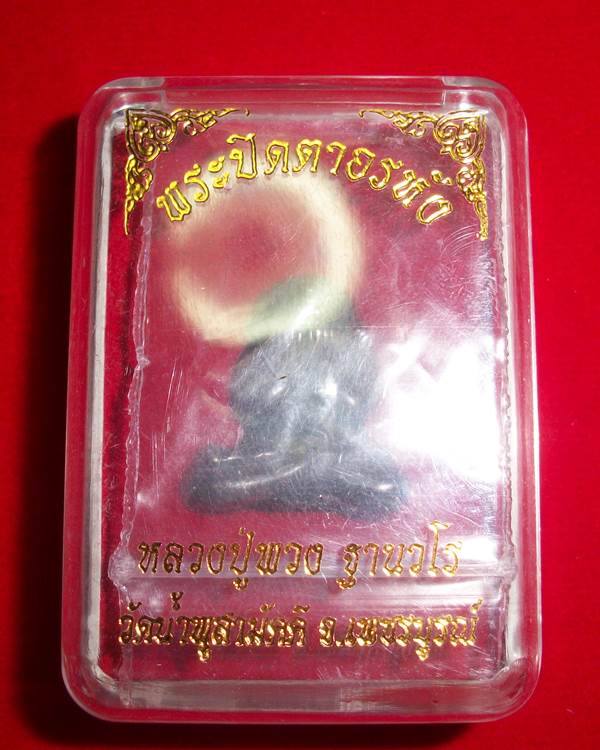 พระปิดตาอรหัง
หลวงปู่พวง ฐานวโร
วัดน้ำพุสามัคคี จ.เพชรบูรณ์